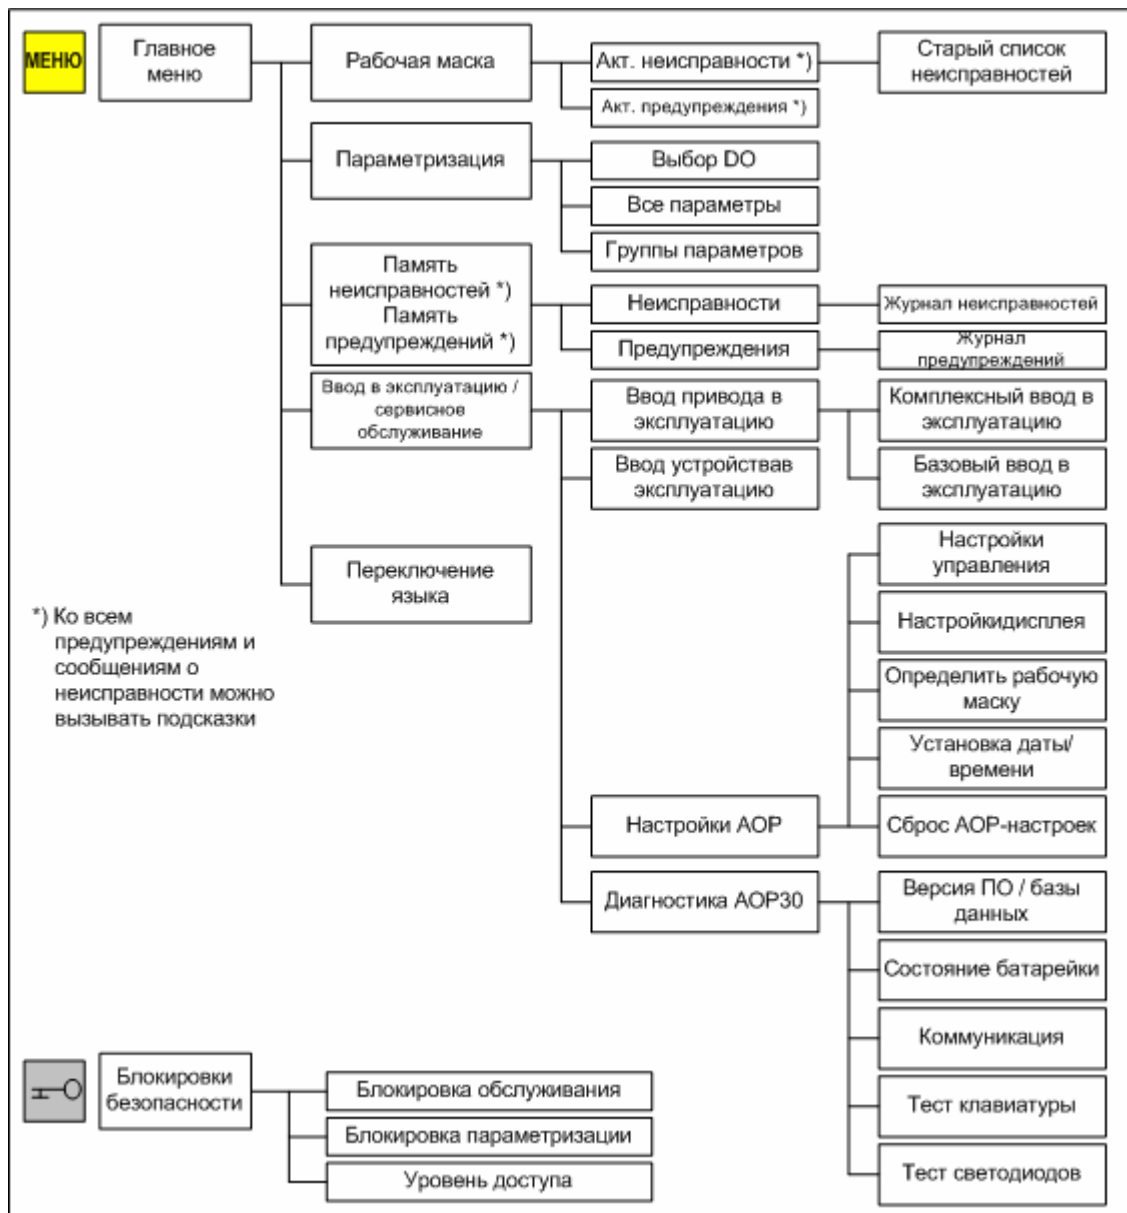 МЕНЮ
Главное
меню
Рабочая маска
Акт. неисправности *)
Старый список
неисправностей
Акт. предупреждения *)
Параметризация
Выбор DO
Все параметры
Группы параметров
Память
неисправностей *)
Память
предупреждений *)
Неисправности
Журнал неисправностей
Предупреждения
Журнал
предупреждений
Ввод в эксплуатацию /
сервисное
обслуживание
Ввод привода в
эксплуатацию
Комплексный ввод в
эксплуатацию
Базовый ввод в
эксплуатацию
Ввод устройствав
эксплуатацию
Настройки AOP
Настройки
управления
Настройкидисплея
Определить рабочую
маску
Установка даты/
времени
Сброс AOP-настроек
Диагностика AOP30
Версия ПО / базы
данных
Состояние батарейки
Коммуникация
Тест клавиатуры
Тест светодиодов
Переключение
языка
*) Ко всем
предупреждениям и
сообщениям о
неисправности можно
вызывать подсказки
Блокировки
безопасности
Блокировка обслуживания
Блокировка параметризации
Уровень доступа